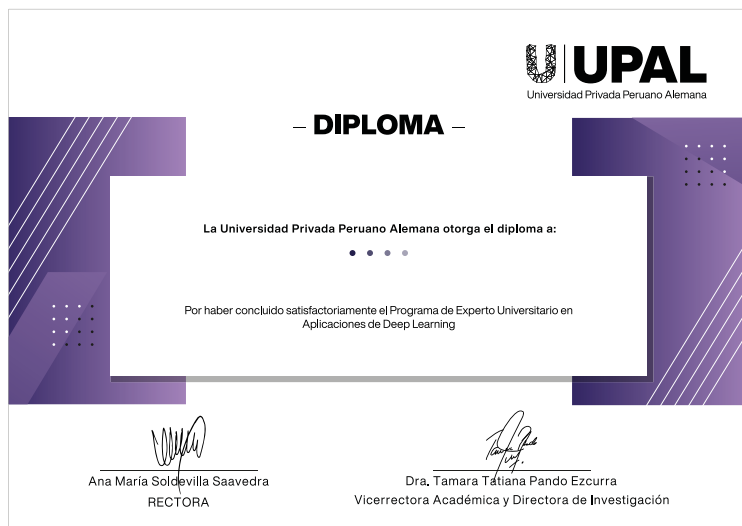 UPAL
Universidad Privada Peruano Alemana
– DIPLOMA –
La Universidad Privada Peruano Alemana otorga el diploma a:
Por haber concluido satisfactoriamente el Programa de Experto Universitario en
Aplicaciones de Deep Learning
Ana María Soldevilla Saavedra
RECTORA
Dra. Tamara Tatiana Pando Ezcurra
Vicerrectora Académica y Directora de Investigación